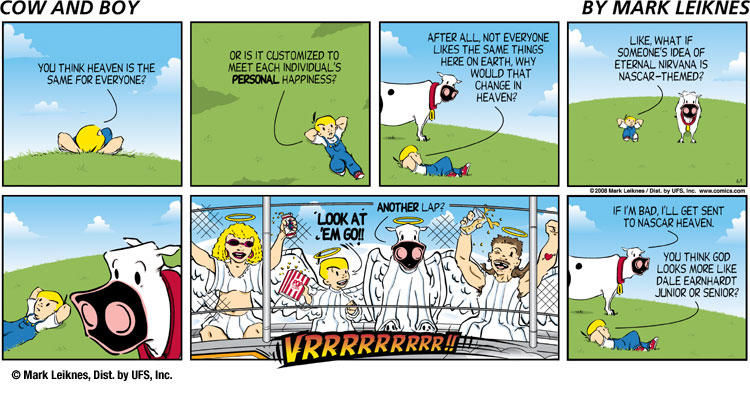 COW AND BOY
BY MARK LEIKNES
YOU THINK HEAVEN IS THE
SAME FOR EVERYONE?
OR IS IT CUSTOMIZED TO
MEET EACH INDIVIDUAL'S
PERSONAL HAPPINESS?
AFTER ALL, NOT EVERYONE
LIKES THE SAME THINGS
HERE ON EARTH, WHY
WOULD THAT
CHANGE IN
HEAVEN?
LIKE, WHAT IF
SOMEONE'S IDEA OF
ETERNAL NIRVANA IS
NASCAR-THEMED?
©2008 Mark Leiknes / Dist. by UFS, Inc. www.comics.com
LOOK AT
'EM GO!!
ANOTHER LAP?
VRRRRRRRRR!!
IF I'M BAD, I'LL GET SENT
TO NASCAR HEAVEN.
YOU THINK GOD
LOOKS MORE LIKE
DALE EARNHARDT
JUNIOR OR SENIOR?
© Mark Leiknes, Dist. by UFS, Inc.